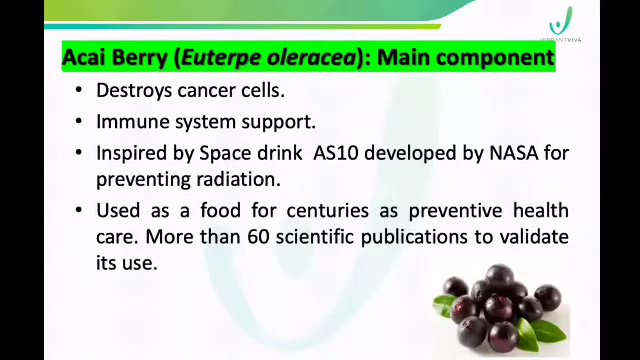 VIBRANTVIVA
Acai Berry (Euterpe oleracea): Main component
• Destroys cancer cells.
• Immune system support.
• Inspired by Space drink AS10 developed by NASA for
preventing radiation.
• Used as a food for centuries as preventive health
care. More than 60 scientific publications to validate
its use.